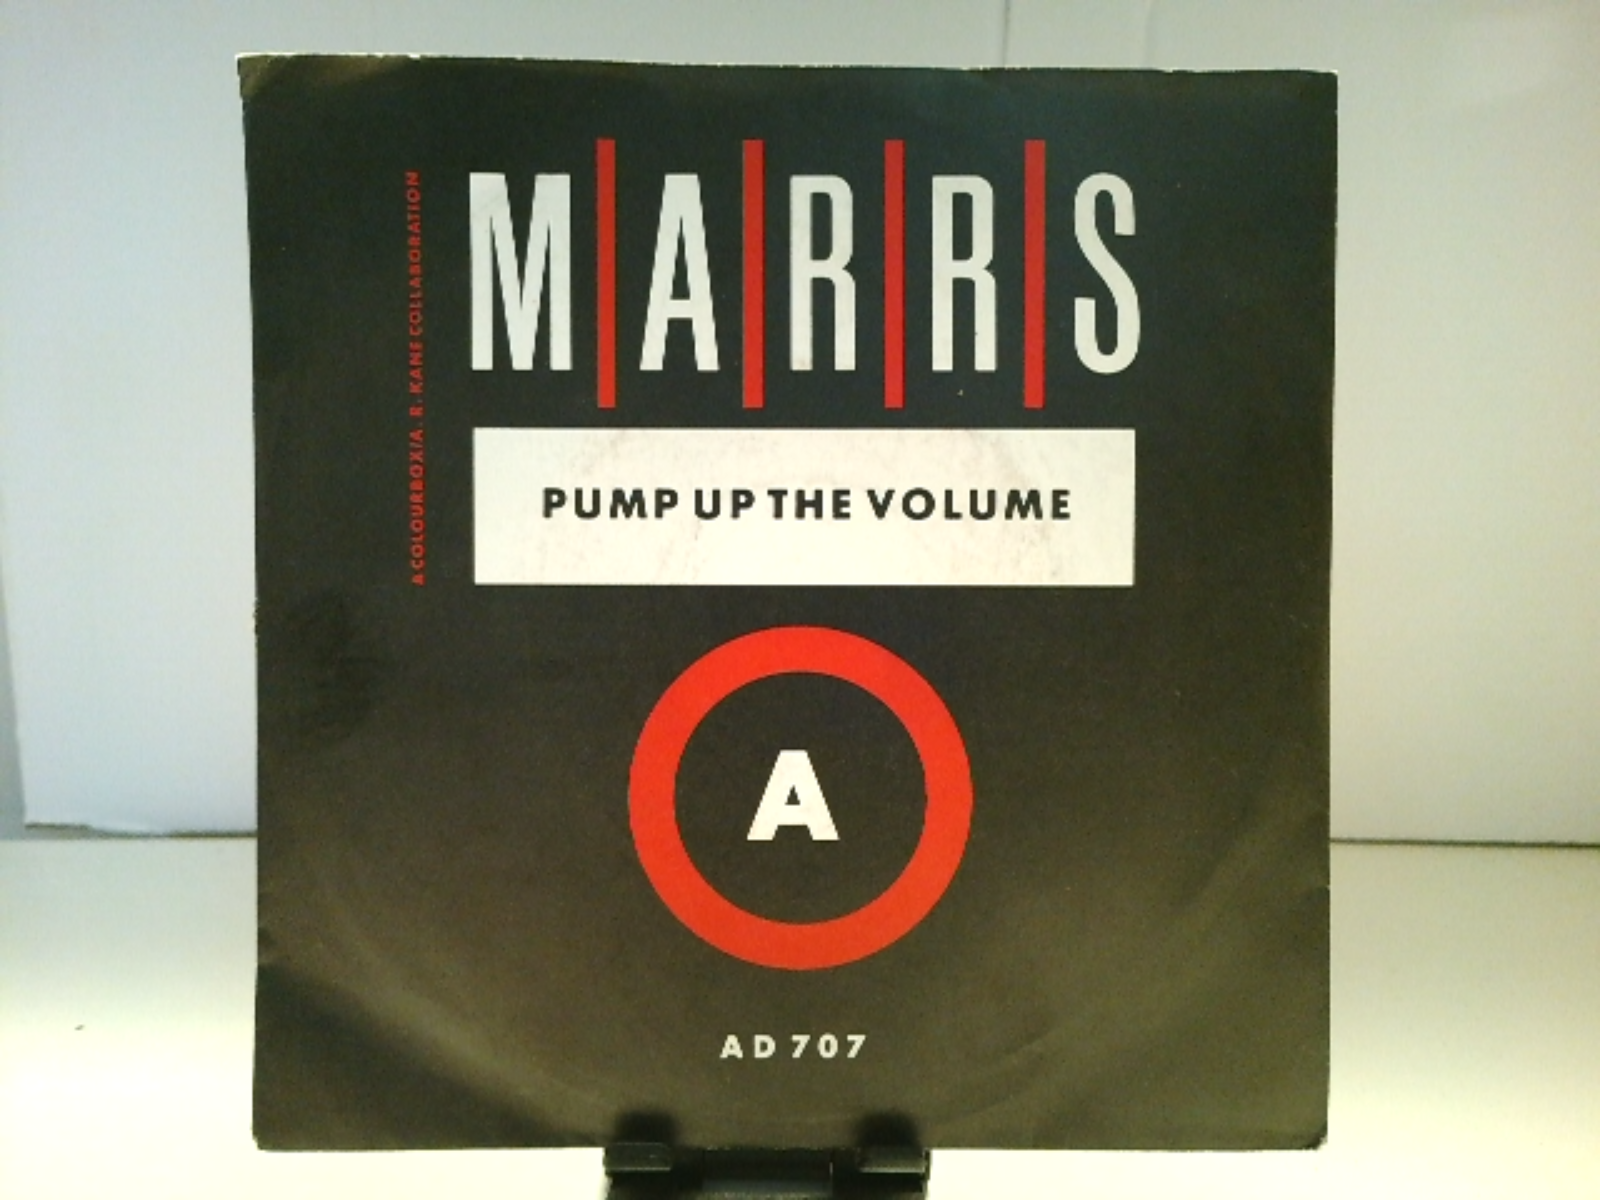 M|A|R|R|S
A COLOURBOX/A. R. KANE COLLABORATION
PUMP UP THE VOLUME
A
AD 707